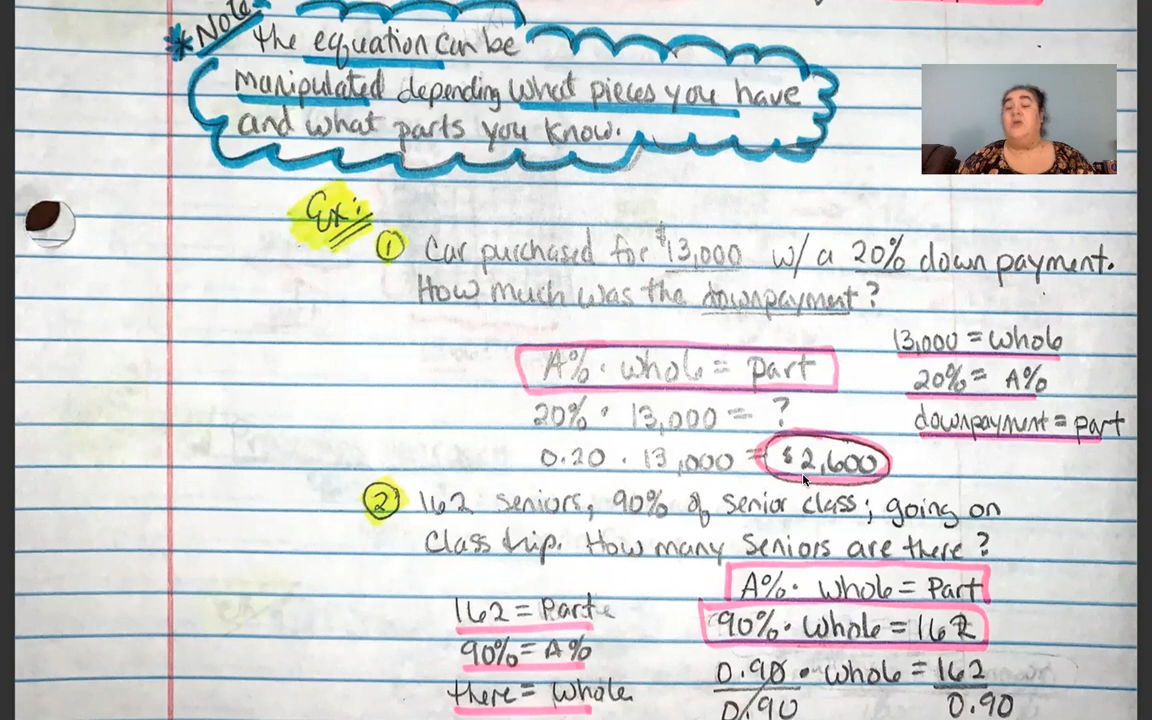 *Note
the equation can be
manipulated depending what pieces you have
and what parts you know.
Ex:
① Car purchased for $13,000 w/ a 20% down payment.
How much was the downpayment?
13,000 = whole
A% · whole = part
20% = A%
20% · 13,000 = ?
downpayment = part
0.20 · 13,000 = $2,600
② 162 seniors, 90% of senior class; going on
class trip. How many seniors are there?
A% · whole = Part
162 = Part
90% · whole = 162
90% = A%
0.90 · whole = 162
there = whole
0.90 0.90